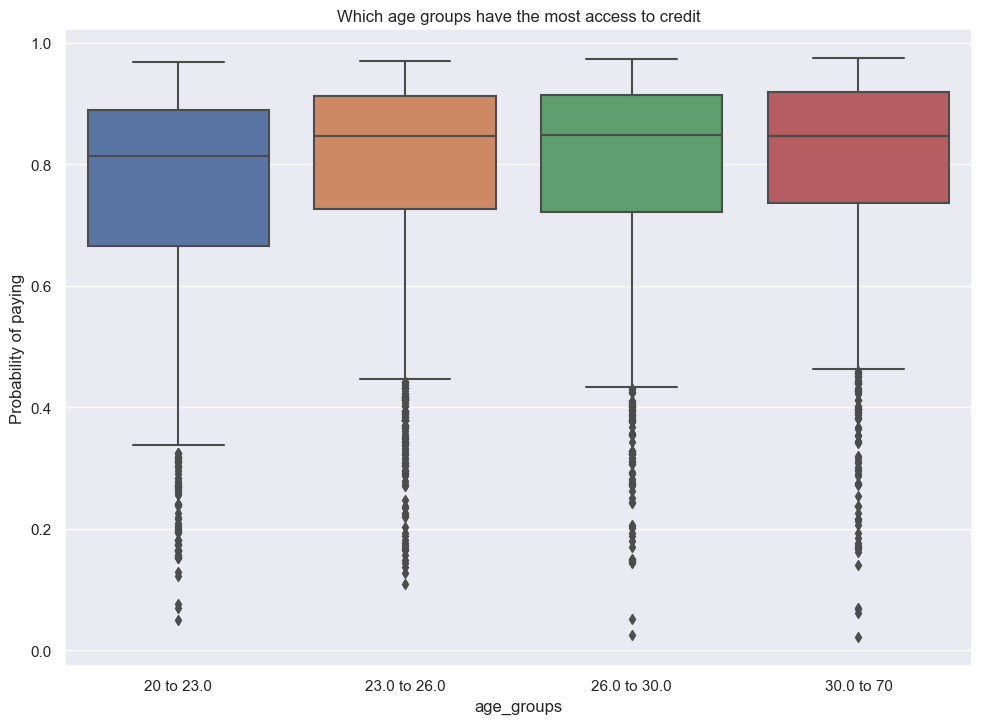 Which age groups have the most access to credit
Probability of paying
1.0
0.8
0.6
0.4
0.2
0.0
20 to 23.0
23.0 to 26.0
26.0 to 30.0
30.0 to 70
age_groups